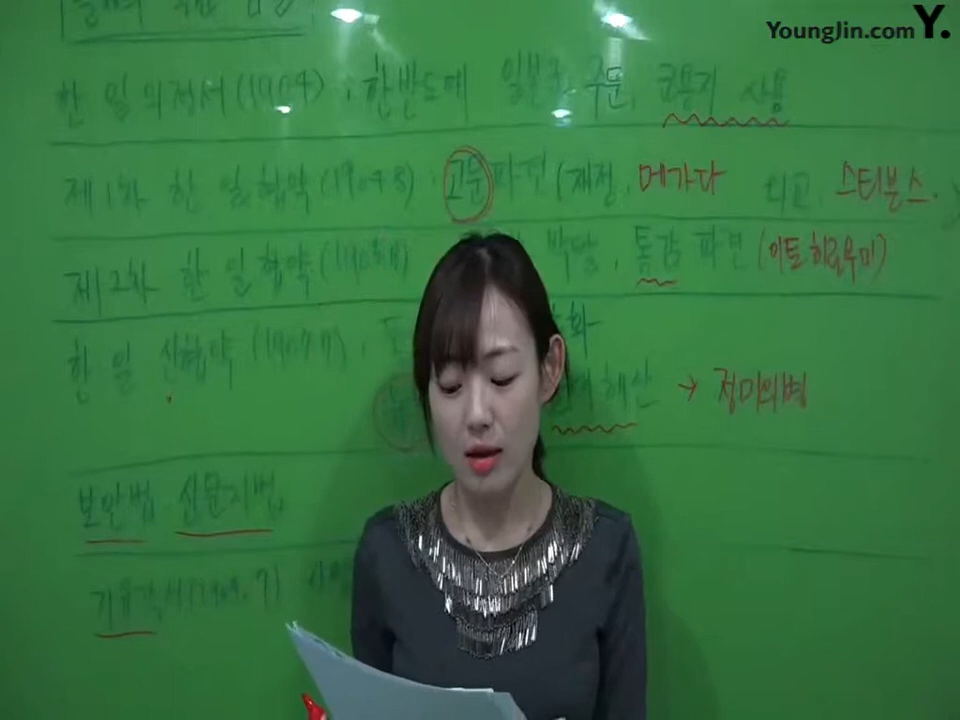 YoungJin.com Y.
한일의정서(1904) : 한반도에 일본군 주둔, 군용지 사용
제1차 한일협약(1904.8) : 고문파견(재정, 메가다 외교, 스티븐스.
제2차 한일협약( 박탈, 통감 파견 (이토 히로부미)
한일 신협약 (1907.7),
해산 → 정미의병
보안법 신문지법
기유각서(1909.7)